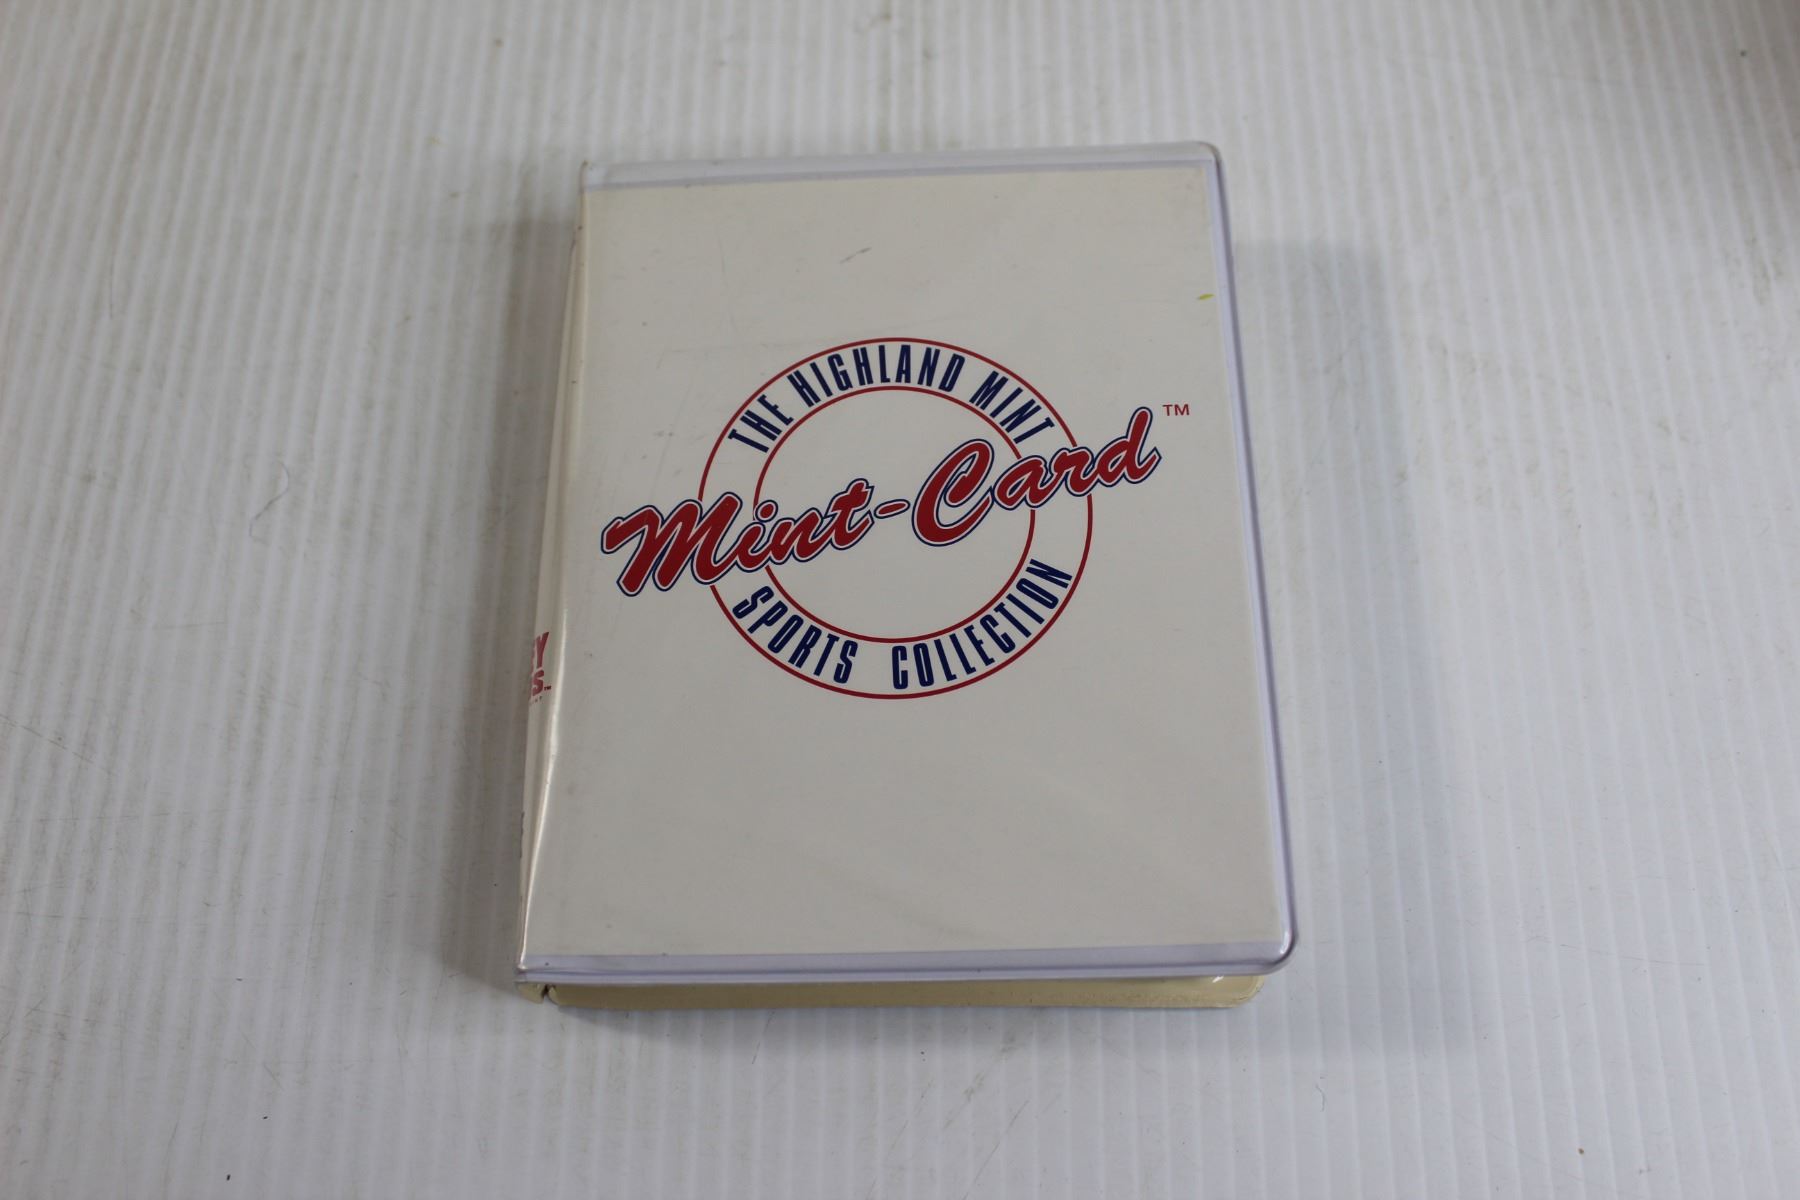 THE HIGHLAND MINT
Mint-Card™
SPORTS COLLECTION